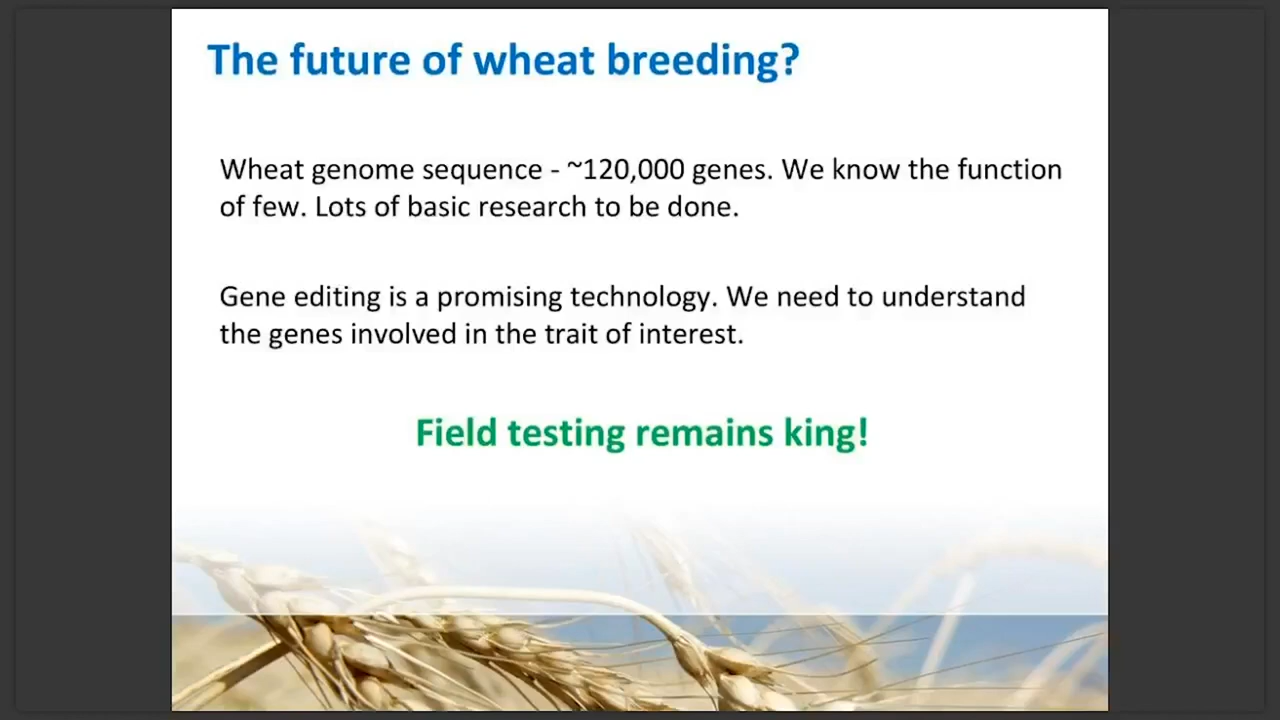 The future of wheat breeding?
Wheat genome sequence - ~120,000 genes. We know the function
of few. Lots of basic research to be done.
Gene editing is a promising technology. We need to understand
the genes involved in the trait of interest.
Field testing remains king!